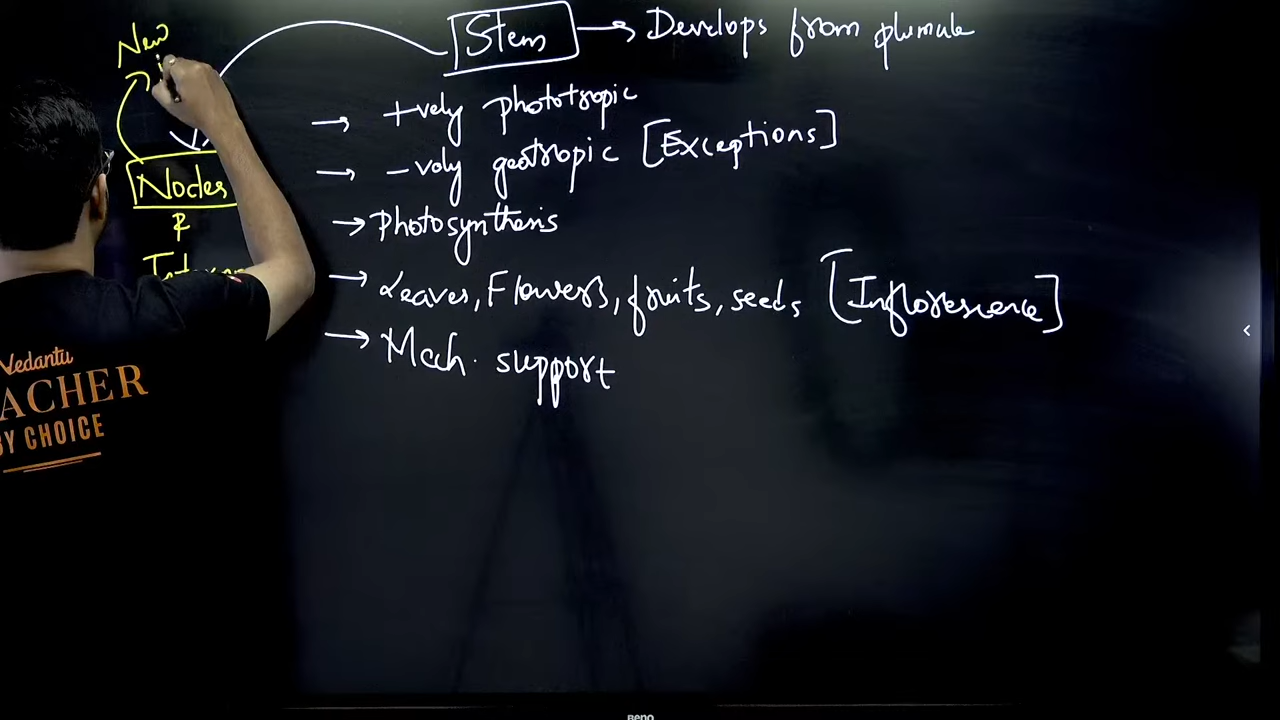 New
Stem → Develops from plumule
→ +vely phototropic
→ -vely geotropic [Exceptions]
Nodes
→ Photosynthesis
→ Leaves, Flowers, fruits, seeds [Inflorescence]
→ Mech. support
Vedantu
ACHER
BY CHOICE
BenQ